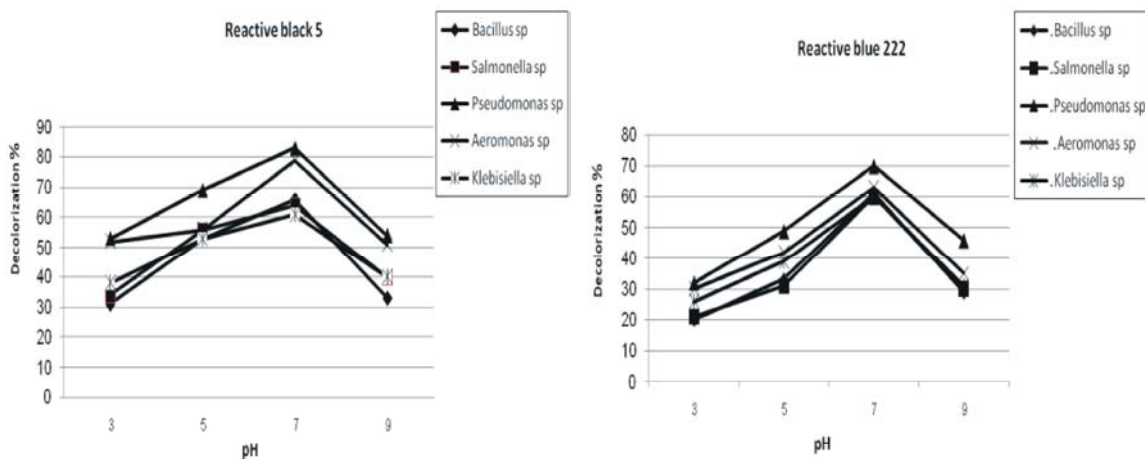 Reactive black 5
Bacillus sp
Salmonella sp
Pseudomonas sp
Aeromonas sp
Klebisiella sp
Decolorization %
90
80
70
60
50
40
30
20
10
0
3 5 7 9
pH
Reactive blue 222
.Bacillus sp
.Salmonella sp
.Pseudomonas sp
.Aeromonas sp
.Klebisiella sp
Decolorization %
80
70
60
50
40
30
20
10
0
3 5 7 9
pH